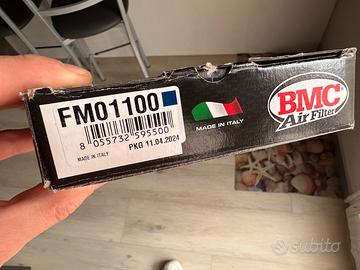 FM01100
8 055732 595500
MADE IN ITALY
PKG 11.04.2024
MADE IN ITALY
BMC
Air Filter
subito